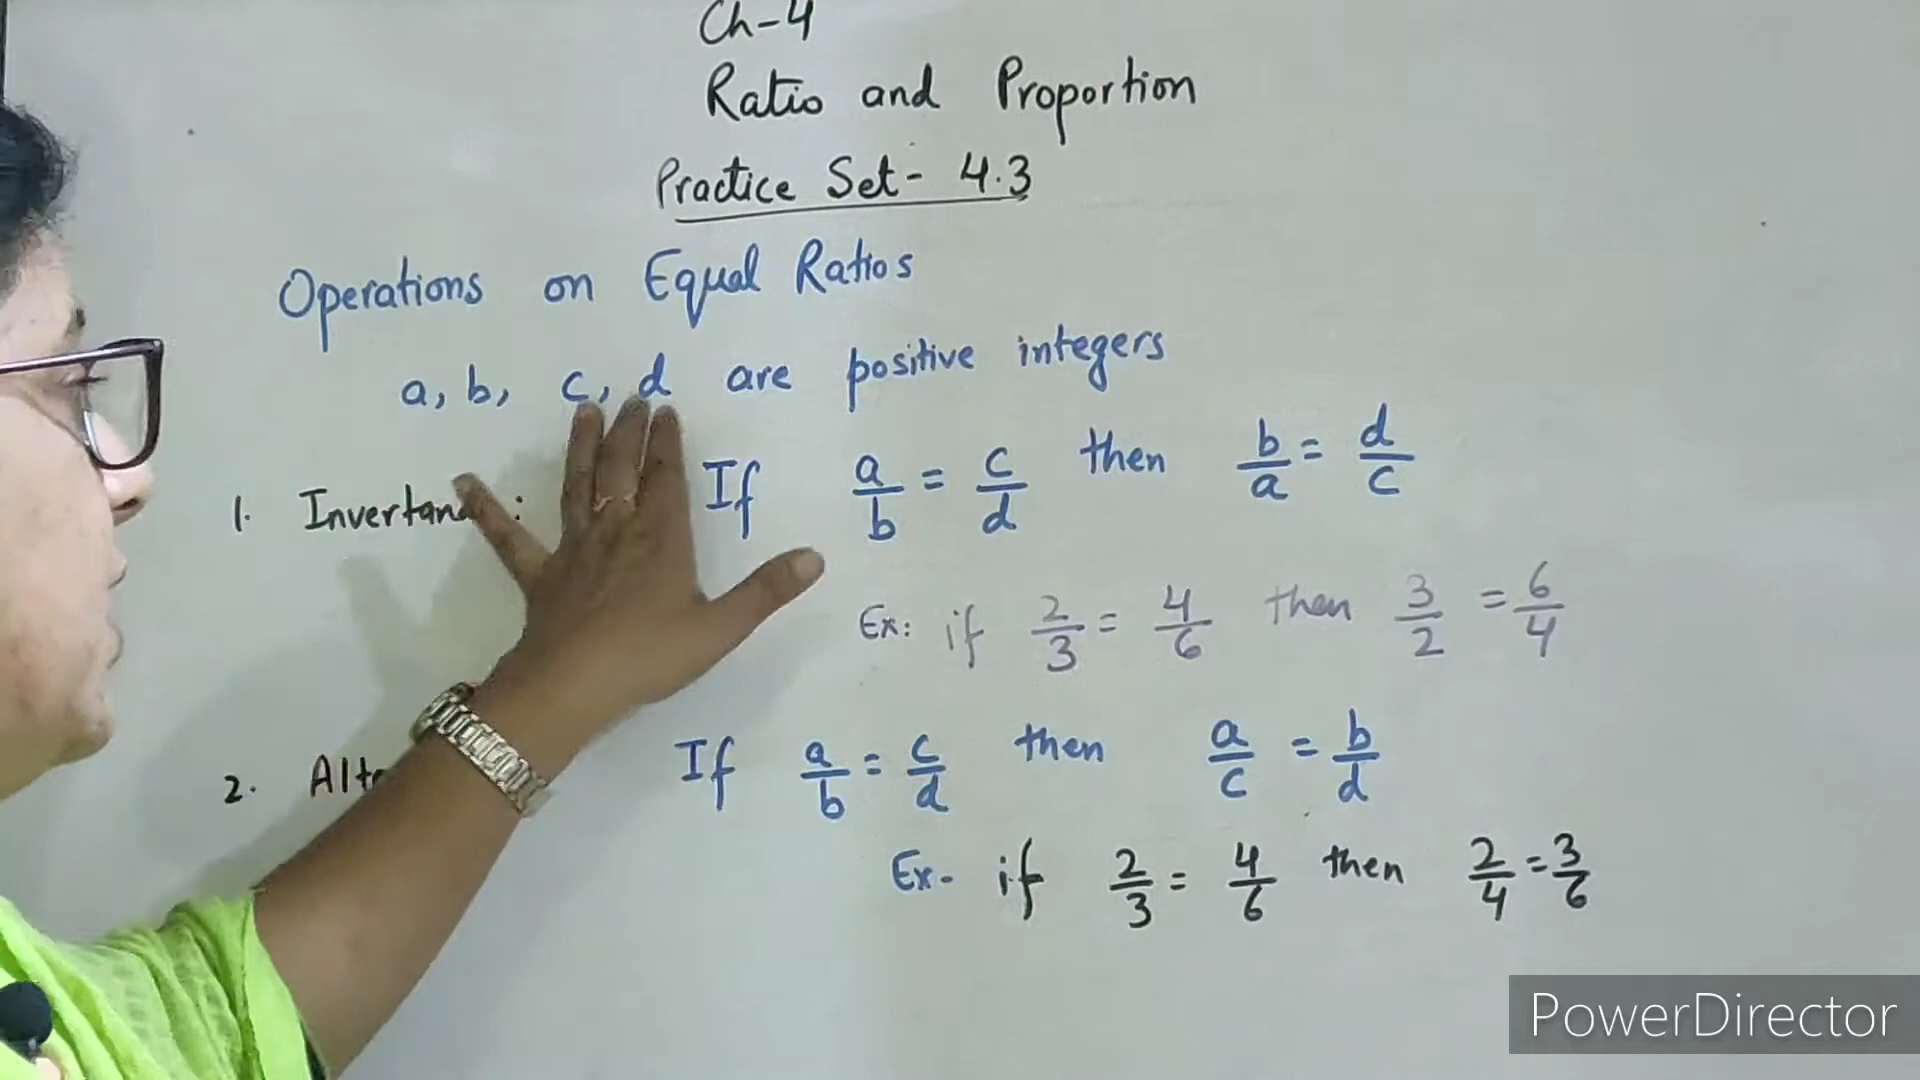 Ch-4
Ratio and Proportion
Practice Set- 4.3
Operations on Equal Ratios
a, b, c, d are positive integers
1. : If a/b = c/d then b/a = d/c
Ex: if 2/3 = 4/6 then 3/2 = 6/4
2. If a/b = c/d then a/c = b/d
Ex- if 2/3 = 4/6 then 2/4 = 3/6
PowerDirector